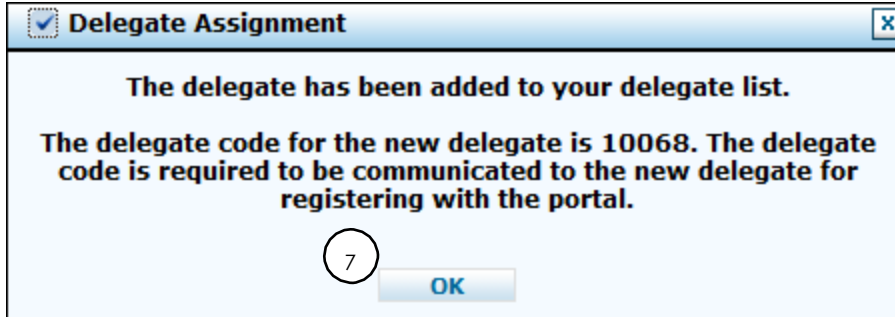 Delegate Assignment
x
The delegate has been added to your delegate list.
The delegate code for the new delegate is 10068. The delegate
code is required to be communicated to the new delegate for
registering with the portal.
7
OK